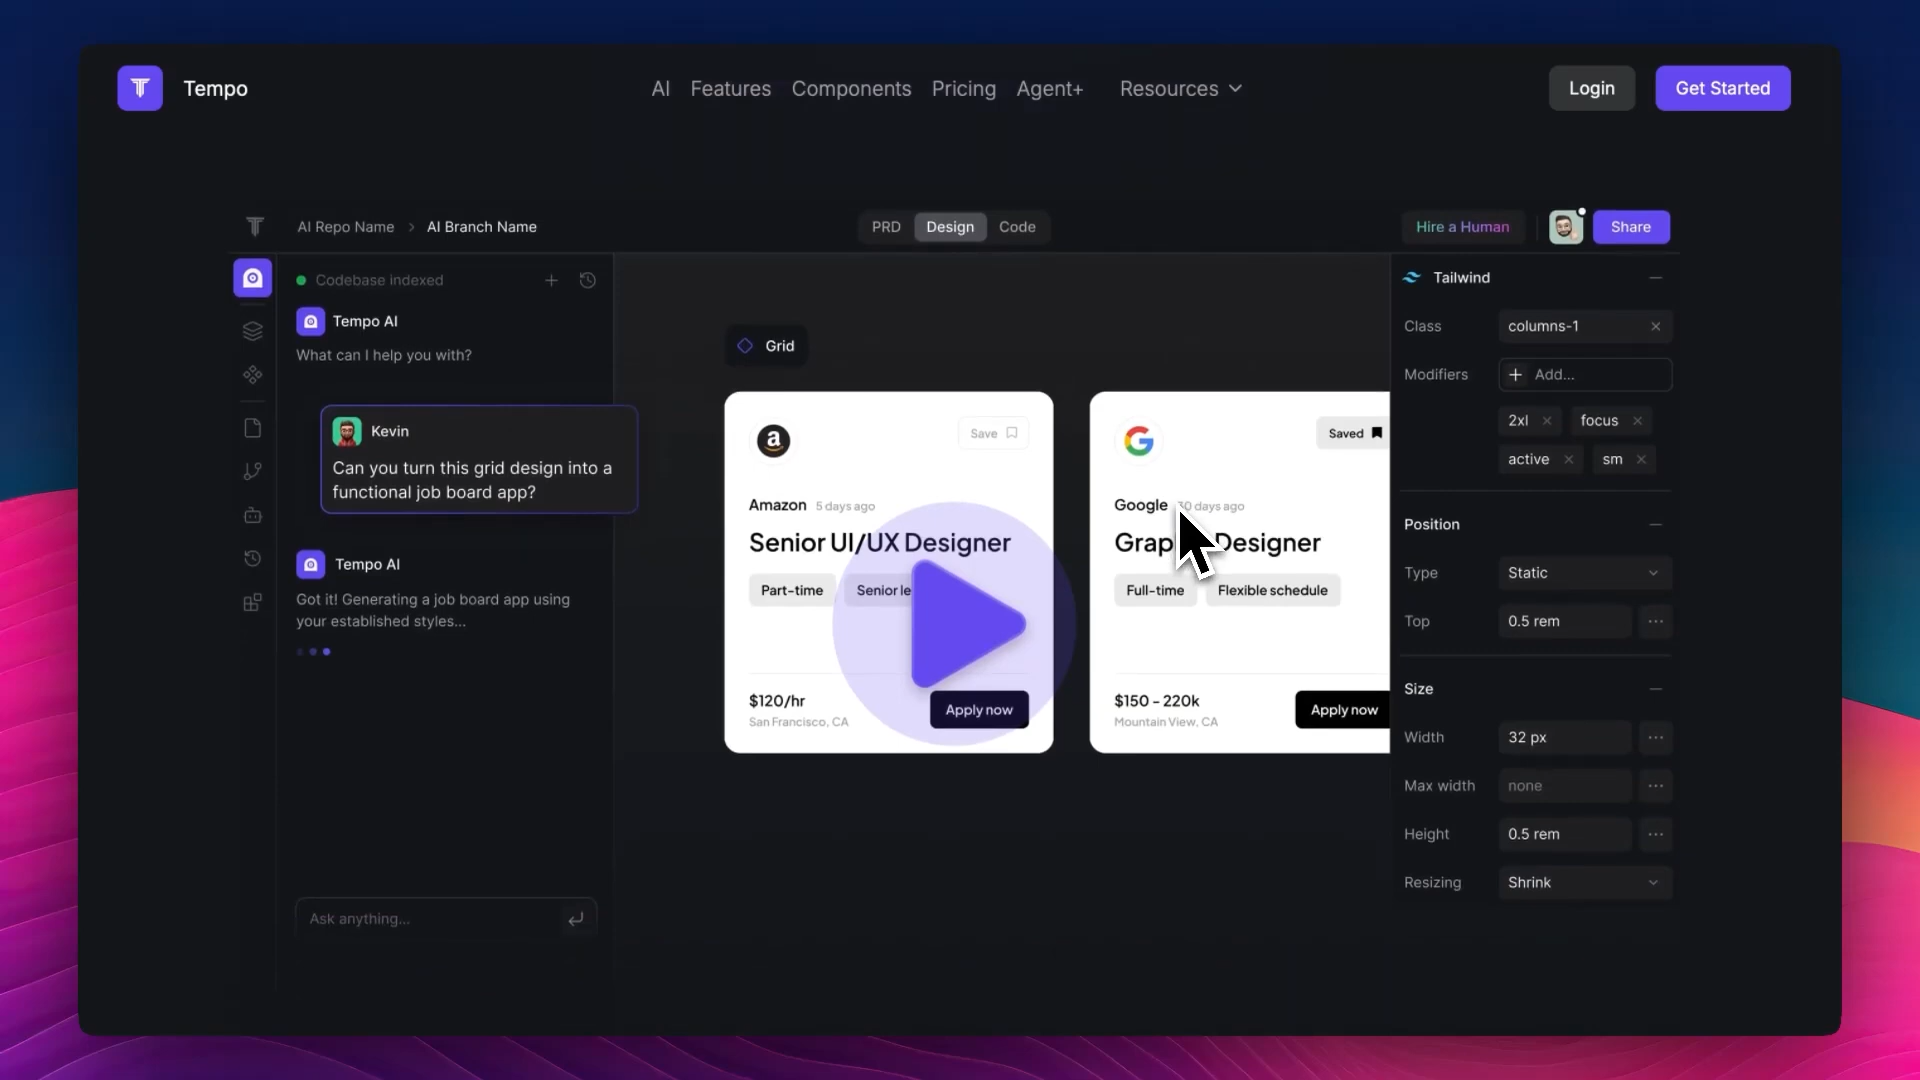 Tempo
AI Features Components Pricing Agent+ Resources
Login
Get Started
AI Repo Name > AI Branch Name
PRD Design Code
Hire a Human
Share
Codebase indexed
Tempo AI
What can I help you with?
Kevin
Can you turn this grid design into a
functional job board app?
Tempo AI
Got it! Generating a job board app using
your established styles...
Ask anything...
Grid
Save
Amazon 5 days ago
Senior UI/UX Designer
Part-time Senior le
$120/hr
San Francisco, CA
Apply now
Saved
Google days ago
Designer
Full-time Flexible schedule
$150 - 220k
Mountain View, CA
Apply now
Tailwind
Class columns-1
Modifiers + Add...
2xl focus
active sm
Position
Type Static
Top 0.5 rem
Size
Width 32 px
Max width none
Height 0.5 rem
Resizing Shrink